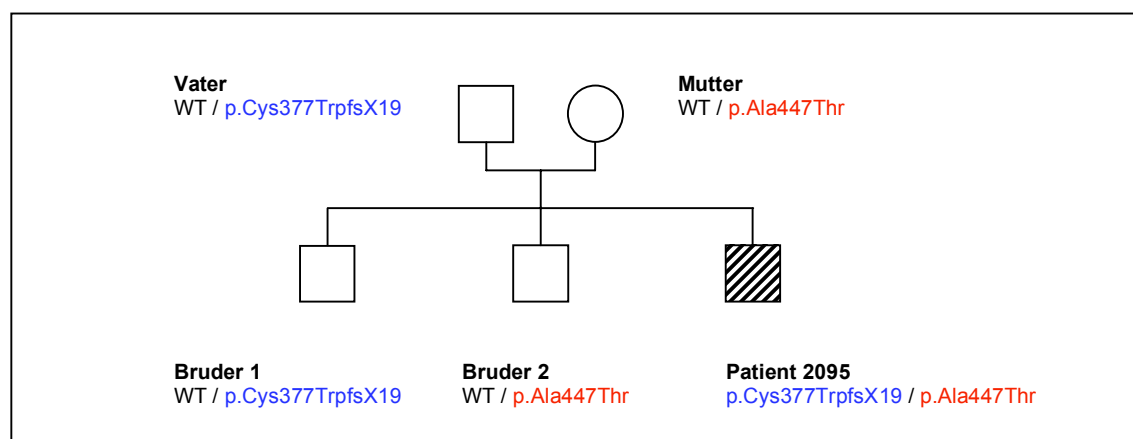 Vater
WT / p.Cys377TrpfsX19
Mutter
WT / p.Ala447Thr
Bruder 1
WT / p.Cys377TrpfsX19
Bruder 2
WT / p.Ala447Thr
Patient 2095
p.Cys377TrpfsX19 / p.Ala447Thr